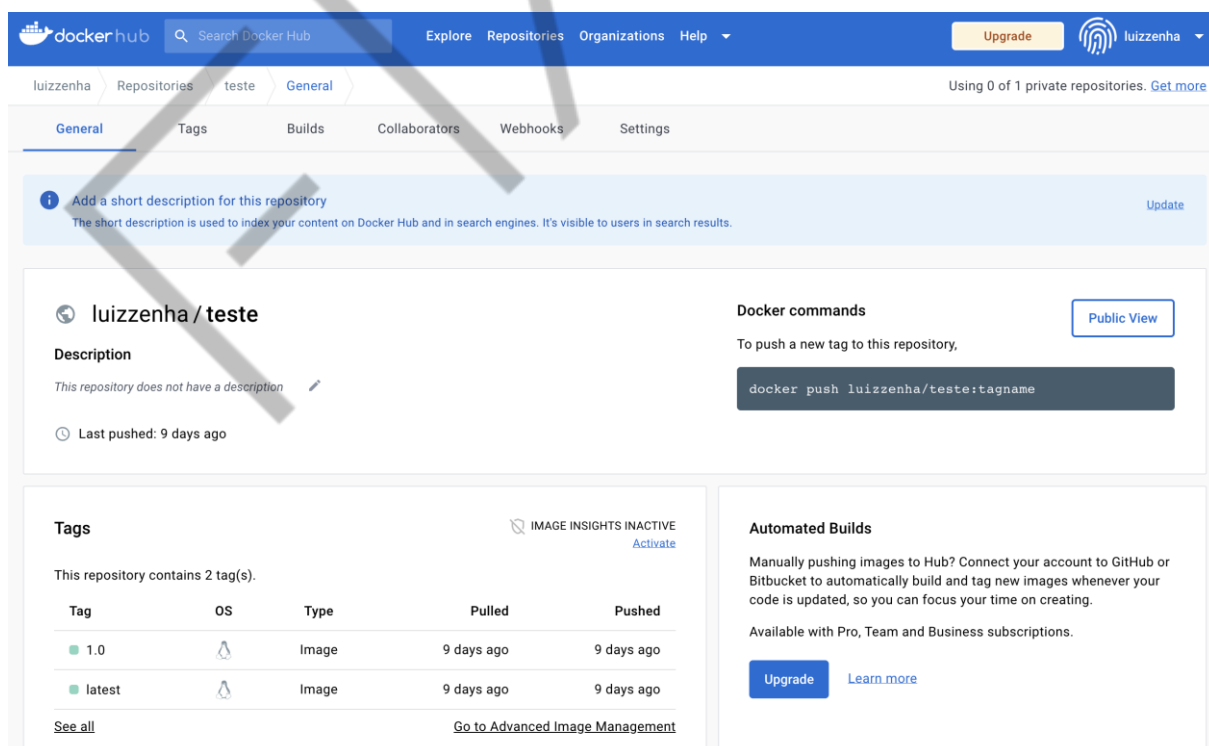 dockerhub Search Docker Hub Explore Repositories Organizations Help Upgrade luizzenha
luizzenha Repositories teste General Using 0 of 1 private repositories. Get more
General Tags Builds Collaborators Webhooks Settings
Add a short description for this repository
Update
The short description is used to index your content on Docker Hub and in search engines. It's visible to users in search results.
luizzenha / teste
Description
This repository does not have a description
Last pushed: 9 days ago
Docker commands
Public View
To push a new tag to this repository,
docker push luizzenha/teste:tagname
Tags
IMAGE INSIGHTS INACTIVE
Activate
This repository contains 2 tag(s).
Tag OS Type Pulled Pushed
1.0 Image 9 days ago 9 days ago
latest Image 9 days ago 9 days ago
See all Go to Advanced Image Management
Automated Builds
Manually pushing images to Hub? Connect your account to GitHub or
Bitbucket to automatically build and tag new images whenever your
code is updated, so you can focus your time on creating.
Available with Pro, Team and Business subscriptions.
Upgrade Learn more